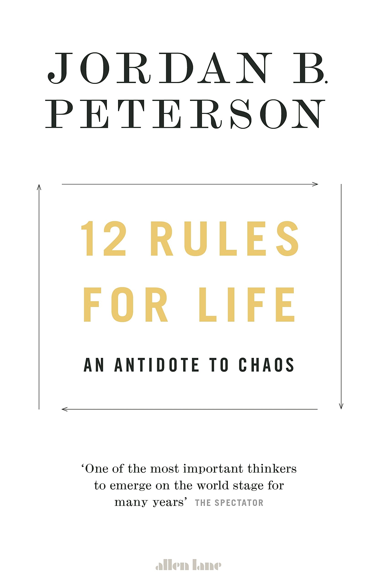 JORDAN B.
PETERSON
12 RULES
FOR LIFE
AN ANTIDOTE TO CHAOS
‘One of the most important thinkers
to emerge on the world stage for
many years’ THE SPECTATOR
allen lane